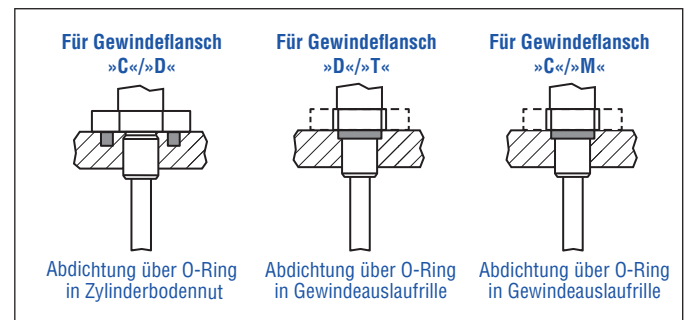 Für Gewindeflansch
»C«/»D«
Abdichtung über O-Ring
in Zylinderbodennut
Für Gewindeflansch
»D«/»T«
Abdichtung über O-Ring
in Gewindeauslaufrille
Für Gewindeflansch
»C«/»M«
Abdichtung über O-Ring
in Gewindeauslaufrille